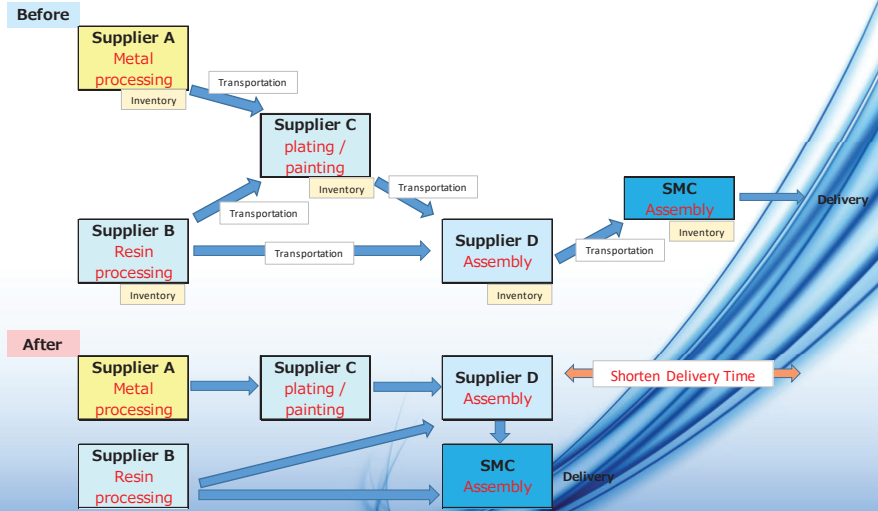 Before
Supplier A
Metal
processing
Inventory
Transportation
Supplier C
plating /
painting
Inventory
Transportation
Transportation
Supplier B
Resin
processing
Inventory
Transportation
Supplier D
Assembly
Inventory
Transportation
SMC
Assembly
Inventory
Delivery
After
Supplier A
Metal
processing
Supplier C
plating /
painting
Supplier D
Assembly
Shorten Delivery Time
Supplier B
Resin
processing
SMC
Assembly
Delivery